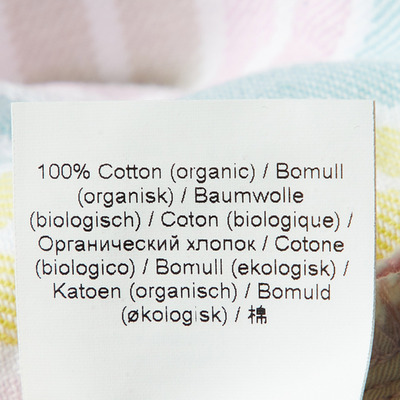 100% Cotton (organic) / Bomull
(organisk) / Baumwolle
(biologisch) / Coton (biologique) /
Органический хлопок / Cotone
(biologico) / Bomull (ekologisk) /
Katoen (organisch) / Bomuld
(økologisk) / 棉